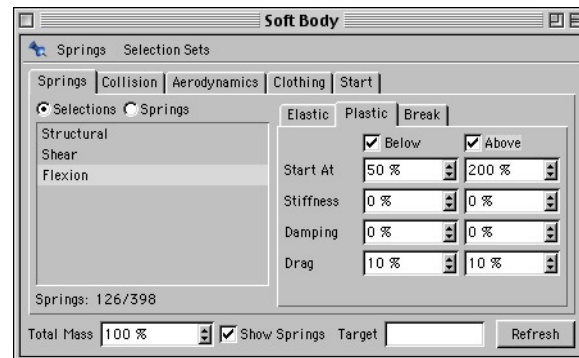 Soft Body
Springs Selection Sets
Springs Collision Aerodynamics Clothing Start
Selections Springs
Elastic Plastic Break
Structural
Shear
Flexion
Below Above
Start At 50 % 200 %
Stiffness 0 % 0 %
Damping 0 % 0 %
Drag 10 % 10 %
Springs: 126/398
Total Mass 100 % Show Springs Target Refresh